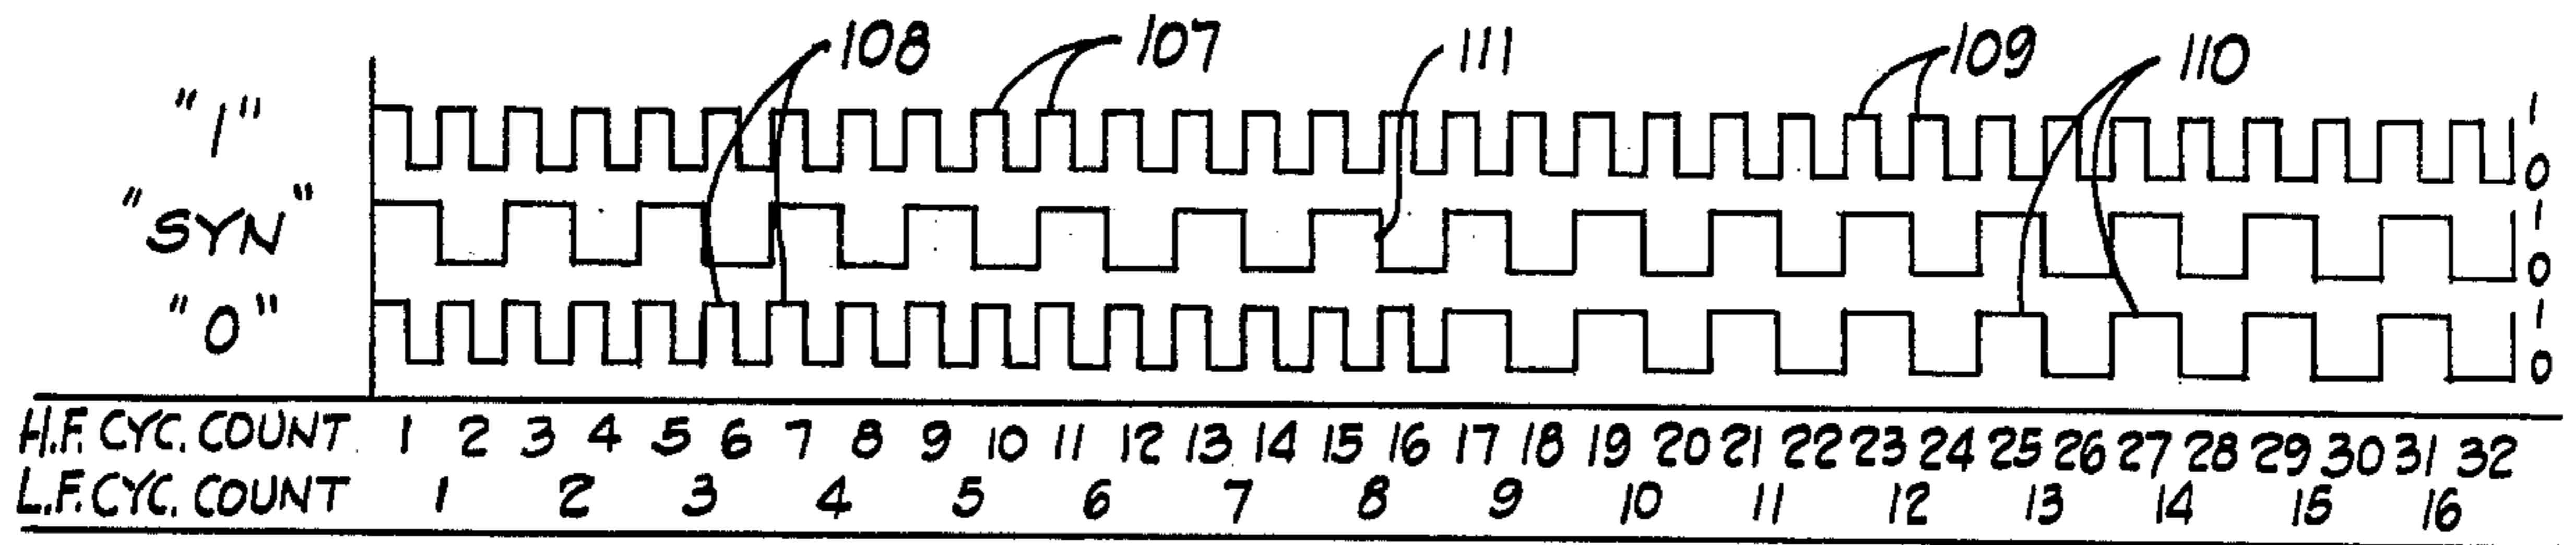 108 107 111 109 110
"1" 1 0
"SYN" 1 0
"0" 1 0
H.F. CYC. COUNT 1 2 3 4 5 6 7 8 9 10 11 12 13 14 15 16 17 18 19 20 21 22 23 24 25 26 27 28 29 30 31 32
L.F. CYC. COUNT 1 2 3 4 5 6 7 8 9 10 11 12 13 14 15 16